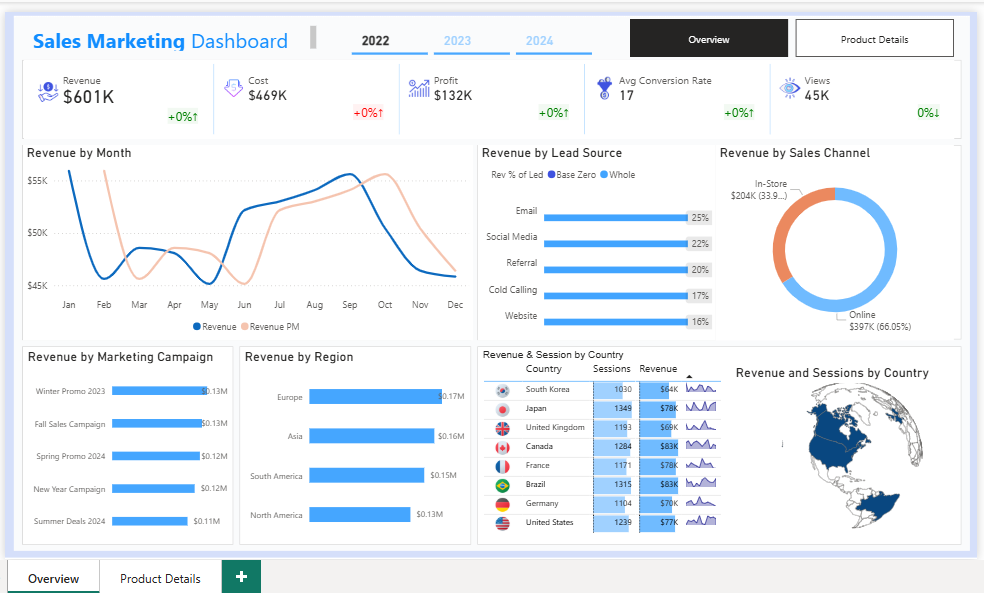 Sales Marketing Dashboard
2022 2023 2024
Overview
Product Details
Revenue
$601K
+0%↑
Cost
$469K
+0%↑
Profit
$132K
+0%↑
Avg Conversion Rate
17
+0%↑
Views
45K
0%↓
Revenue by Month
$55K
$50K
$45K
Jan Feb Mar Apr May Jun Jul Aug Sep Oct Nov Dec
Revenue Revenue PM
Revenue by Lead Source
Rev % of Led Base Zero Whole
Email 25%
Social Media 22%
Referral 20%
Cold Calling 17%
Website 16%
Revenue by Sales Channel
In-Store
$204K (33.9...)
Online
$397K (66.05%)
Revenue by Marketing Campaign
Winter Promo 2023 $0.13M
Fall Sales Campaign $0.13M
Spring Promo 2024 $0.12M
New Year Campaign $0.12M
Summer Deals 2024 $0.11M
Revenue by Region
Europe $0.17M
Asia $0.16M
South America $0.15M
North America $0.13M
Revenue & Session by Country
Country Sessions Revenue
South Korea 1030 $64K
Japan 1349 $78K
United Kingdom 1193 $69K
Canada 1284 $83K
France 1171 $78K
Brazil 1315 $83K
Germany 1104 $70K
United States 1239 $77K
Revenue and Sessions by Country
Overview Product Details +